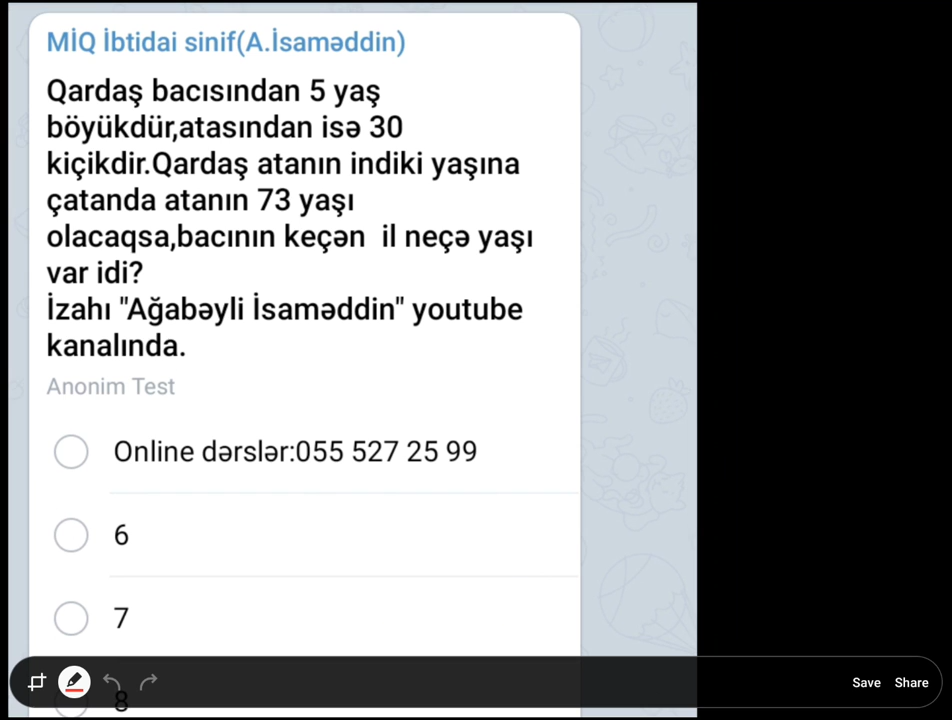 MİQ İbtidai sinif(A.İsaməddin)
Qardaş bacısından 5 yaş
böyükdür,atasından isə 30
kiçikdir.Qardaş atanın indiki yaşına
çatanda atanın 73 yaşı
olacaqsa,bacının keçən  il neçə yaşı
var idi?
İzahı "Ağabəyli İsaməddin" youtube
kanalında.
Anonim Test
Online dərslər:055 527 25 99
6
7
8
Save Share